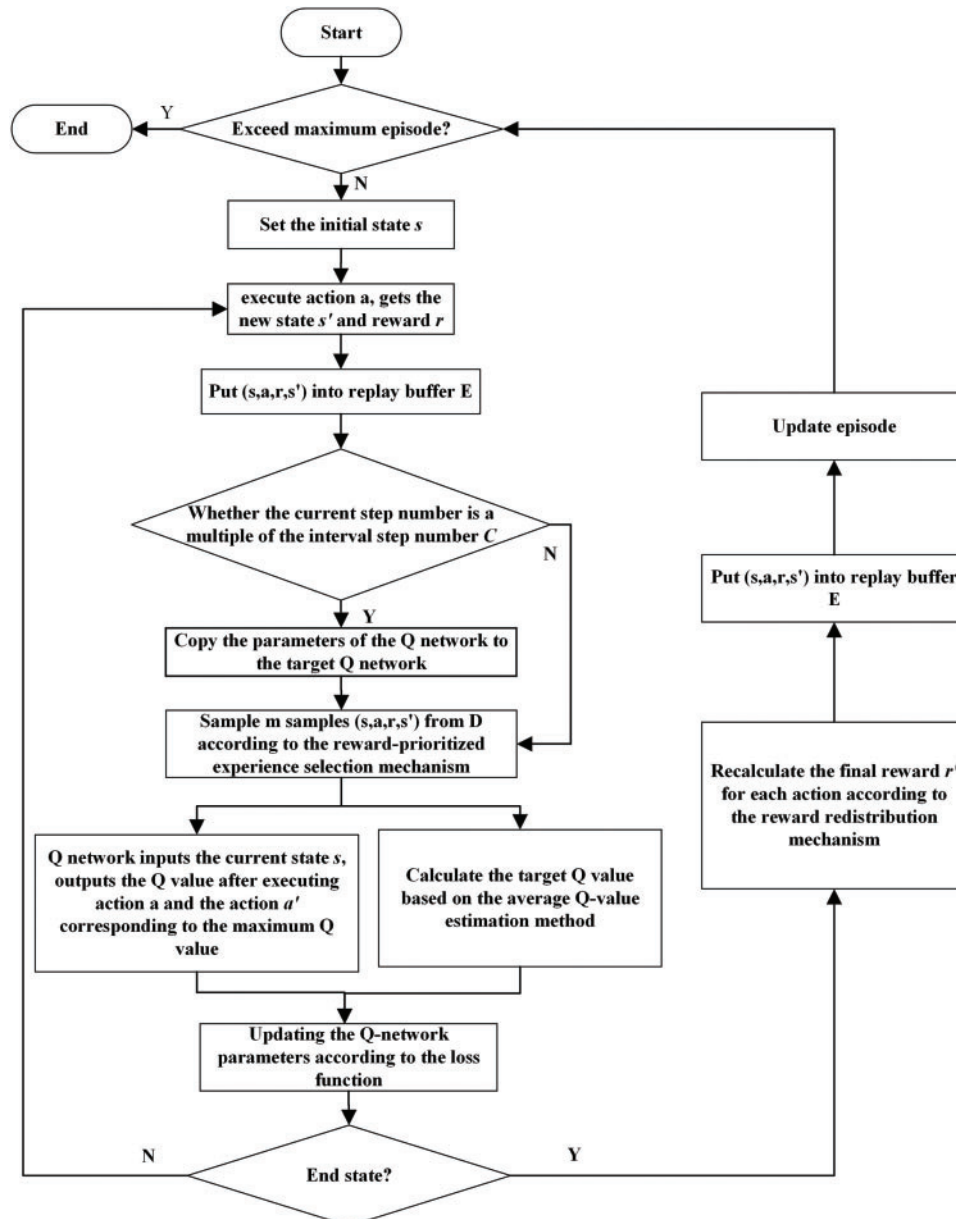 Start
Y
End
Exceed maximum episode?
N
Set the initial state s
execute action a, gets the
new state s' and reward r
Put (s,a,r,s') into replay buffer E
Update episode
Whether the current step number is a
multiple of the interval step number C
N
Put (s,a,r,s') into replay buffer
E
Y
Copy the parameters of the Q network to
the target Q network
Sample m samples (s,a,r,s') from D
according to the reward-prioritized
experience selection mechanism
Recalculate the final reward r'
for each action according to
the reward redistribution
mechanism
Q network inputs the current state s,
outputs the Q value after executing
action a and the action a'
corresponding to the maximum Q
value
Calculate the target Q value
based on the average Q-value
estimation method
Updating the Q-network
parameters according to the loss
function
N
End state?
Y